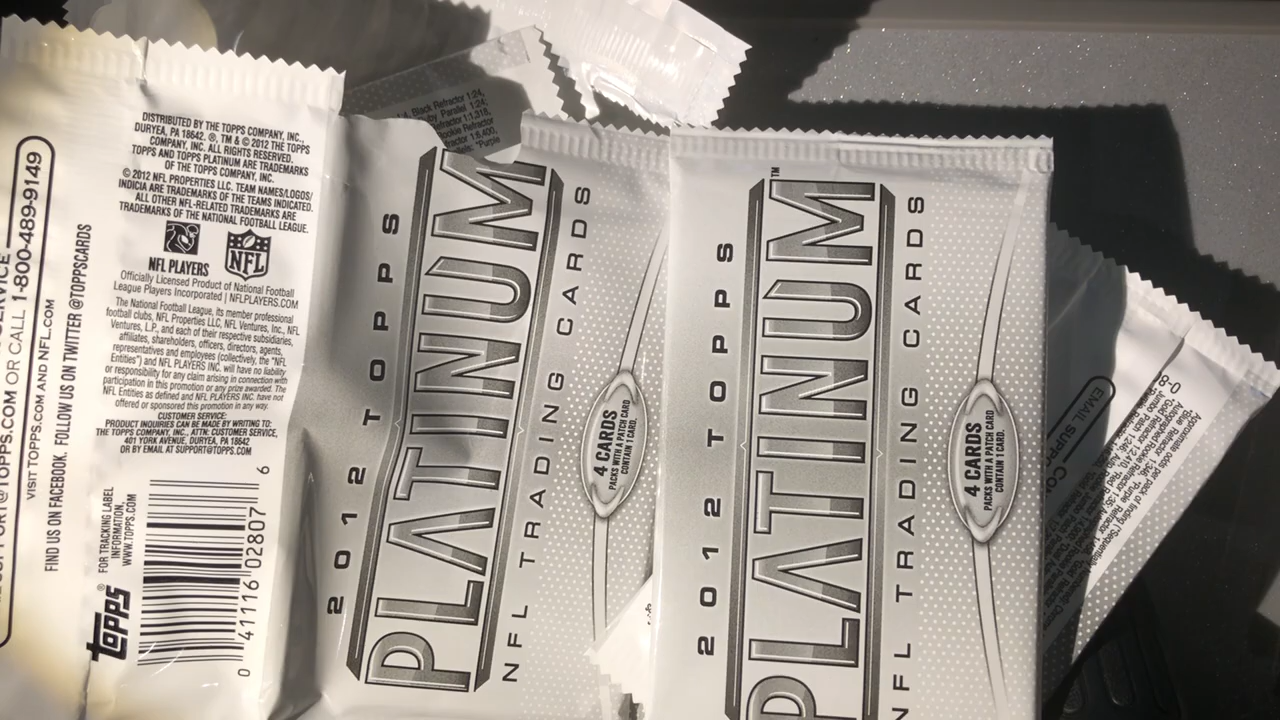 1-800-489-9149
@TOPPS.COM OR CALL
VISIT TOPPS.COM AND NFL.COM
FIND US ON FACEBOOK. FOLLOW US ON TWITTER @TOPPSCARDS
DISTRIBUTED BY THE TOPPS COMPANY, INC.,
DURYEA, PA 18642. ®, TM & © 2012 THE TOPPS
COMPANY, INC. ALL RIGHTS RESERVED.
TOPPS AND TOPPS PLATINUM ARE TRADEMARKS
OF THE TOPPS COMPANY, INC.
© 2012 NFL PROPERTIES LLC. TEAM NAMES/LOGOS/
INDICIA ARE TRADEMARKS OF THE TEAMS INDICATED.
ALL OTHER NFL-RELATED TRADEMARKS ARE
TRADEMARKS OF THE NATIONAL FOOTBALL LEAGUE.
NFL PLAYERS
NFL
Officially Licensed Product of National Football
League Players Incorporated | NFLPLAYERS.COM
The National Football League, its member professional
football clubs, NFL Properties LLC, NFL Ventures, Inc., NFL
Ventures, L.P., and each of their respective subsidiaries,
affiliates, shareholders, officers, directors, agents,
representatives and employees (collectively, the "NFL
Entities") and NFL PLAYERS INC. will have no liability
or responsibility for any claim arising in connection with
participation in this promotion or any prize awarded. The
NFL Entities as defined and NFL PLAYERS INC. have not
offered or sponsored this promotion in any way.
CUSTOMER SERVICE:
PRODUCT INQUIRIES CAN BE MADE BY WRITING TO:
THE TOPPS COMPANY, INC., ATTN: CUSTOMER SERVICE,
401 YORK AVENUE, DURYEA, PA 18642
OR BY EMAIL AT SUPPORT@TOPPS.COM
FOR TRACKING LABEL
INFORMATION,
WWW.TOPPS.COM
Topps®
0 41116 02807 6
Black Refractor 1:24,
Parallel 1:24;
2012 TOPPS
PLATINUM
NFL TRADING CARDS
4 CARDS
PACKS WITH A PATCH CARD
CONTAIN 1 CARD.
2012 TOPPS
PLATINUM™
NFL TRADING CARDS
4 CARDS
PACKS WITH A PATCH CARD
CONTAIN 1 CARD.